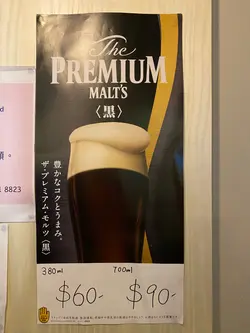 The
PREMIUM
MALT'S
〈黒〉
豊かなコクとうまみ。
ザ・プレミアム・モルツ〈黒〉
380ml
700ml
$60-
$90-
8823